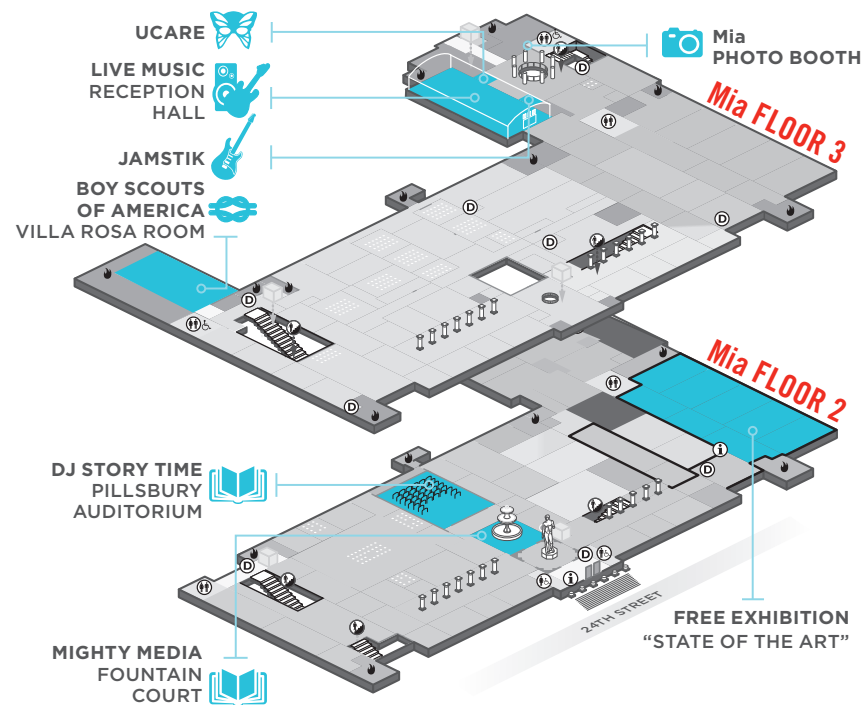 UCARE
LIVE MUSIC
RECEPTION
HALL
JAMSTIK
BOY SCOUTS
OF AMERICA
VILLA ROSA ROOM
Mia
PHOTO BOOTH
Mia FLOOR 3
D
D
D
D
D
D
Mia FLOOR 2
DJ STORY TIME
PILLSBURY
AUDITORIUM
MIGHTY MEDIA
FOUNTAIN
COURT
i
D
D
D
i
24TH STREET
FREE EXHIBITION
“STATE OF THE ART”